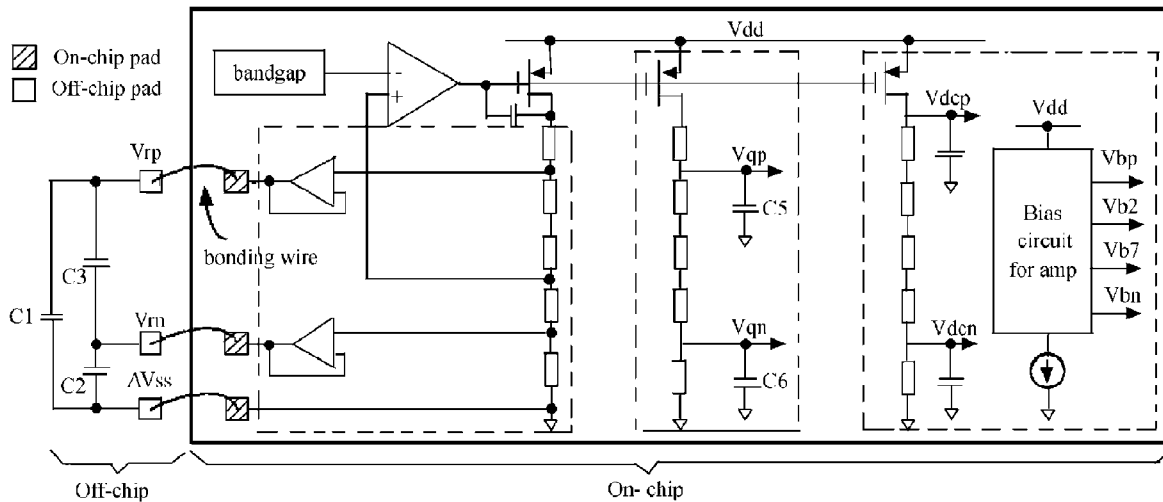 Vdd
On-chip pad
Off-chip pad
bandgap
−
+
Vdcp
Vdd
Vrp
Vqp
Vbp
C5
Bias
circuit
for amp
Vb2
bonding wire
C3
Vb7
C1
Vrn
Vbn
Vqn
Vdcn
C2
AVss
C6
Off-chip
On- chip